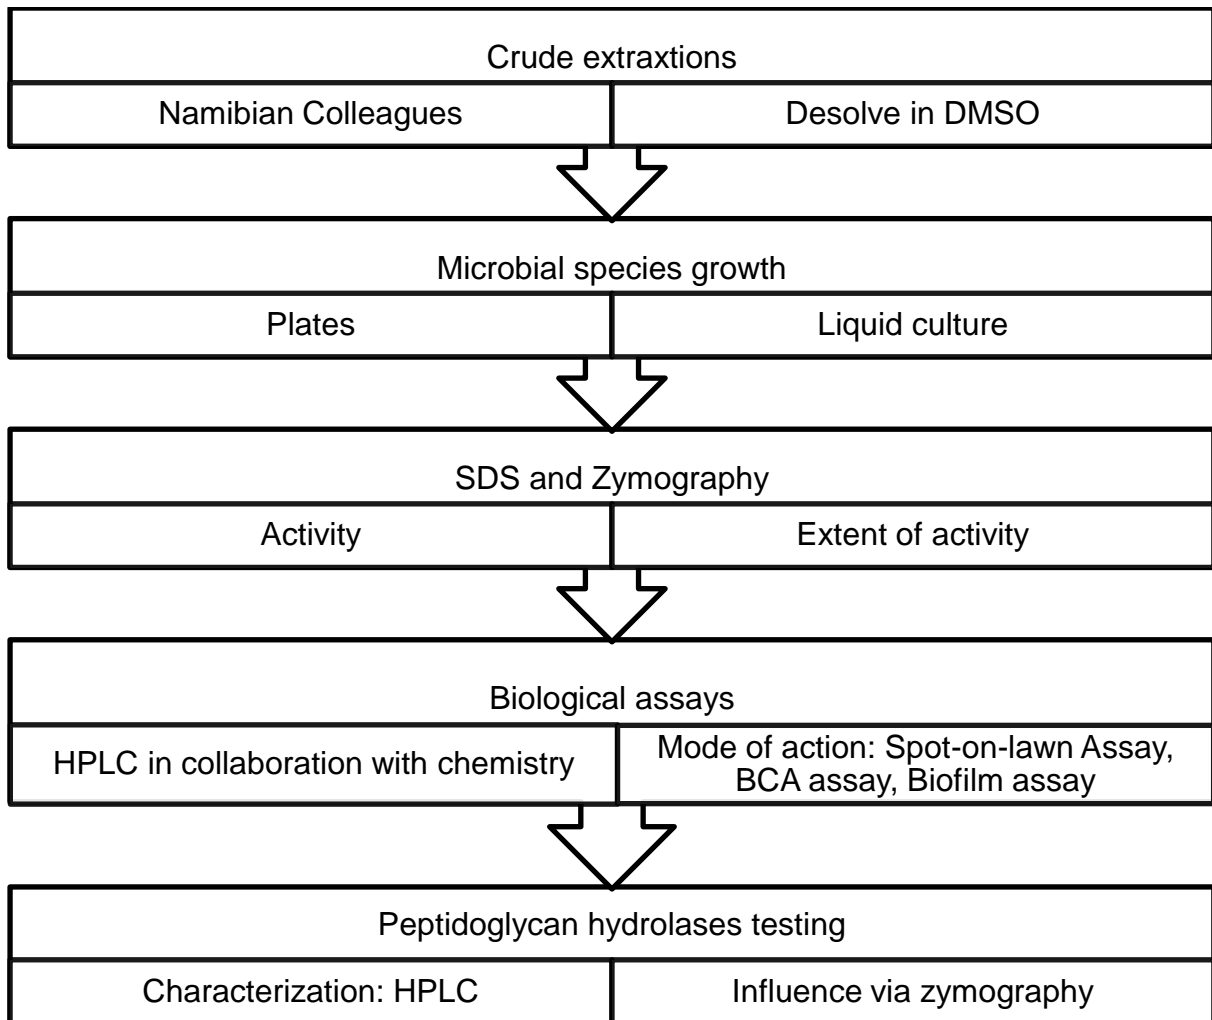 Crude extraxtions
Namibian Colleagues
Desolve in DMSO
Microbial species growth
Plates
Liquid culture
SDS and Zymography
Activity
Extent of activity
Biological assays
HPLC in collaboration with chemistry
Mode of action: Spot-on-lawn Assay,
BCA assay, Biofilm assay
Peptidoglycan hydrolases testing
Characterization: HPLC
Influence via zymography